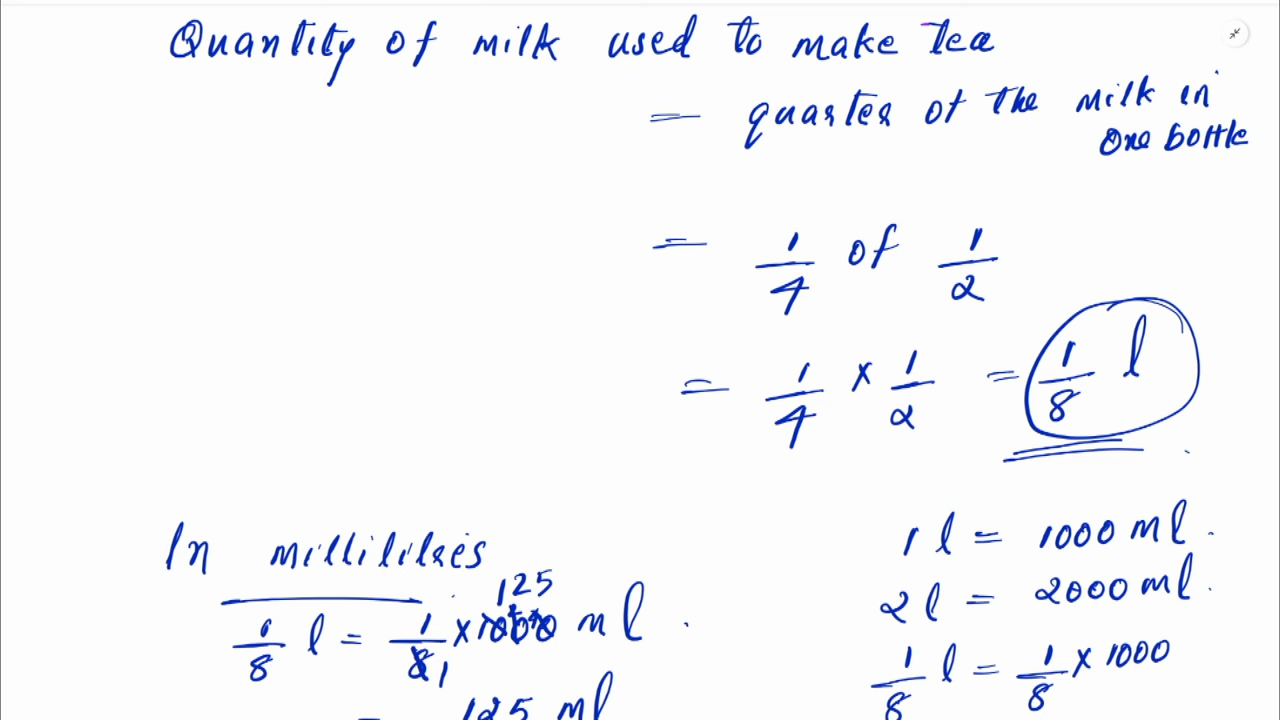 Quantity of milk used to make tea
= quarter of the milk in
one bottle
= 1/4 of 1/2
= 1/4 × 1/2 = 1/8 l
In millilitres
1/8 l = 1/8 × 1000 ml
125
1
= 125 ml
1 l = 1000 ml.
2 l = 2000 ml.
1/8 l = 1/8 × 1000